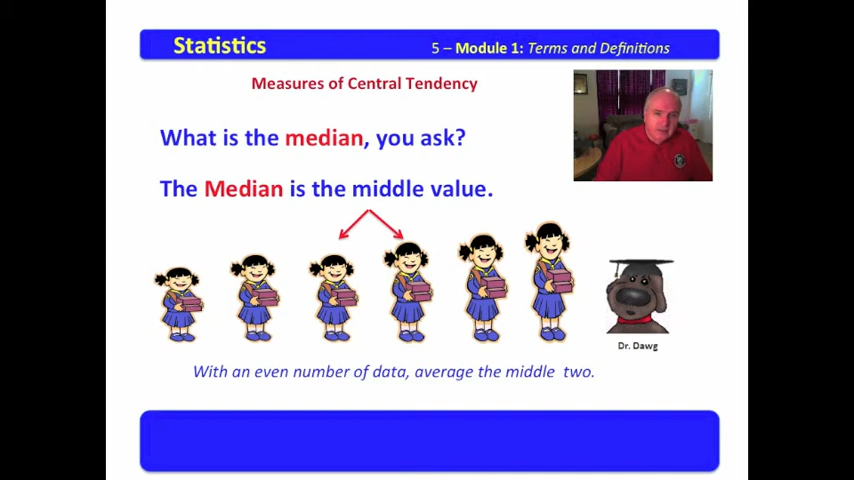 Statistics
5 – Module 1: Terms and Definitions
Measures of Central Tendency
What is the median, you ask?
The Median is the middle value.
Dr. Dawg
With an even number of data, average the middle two.